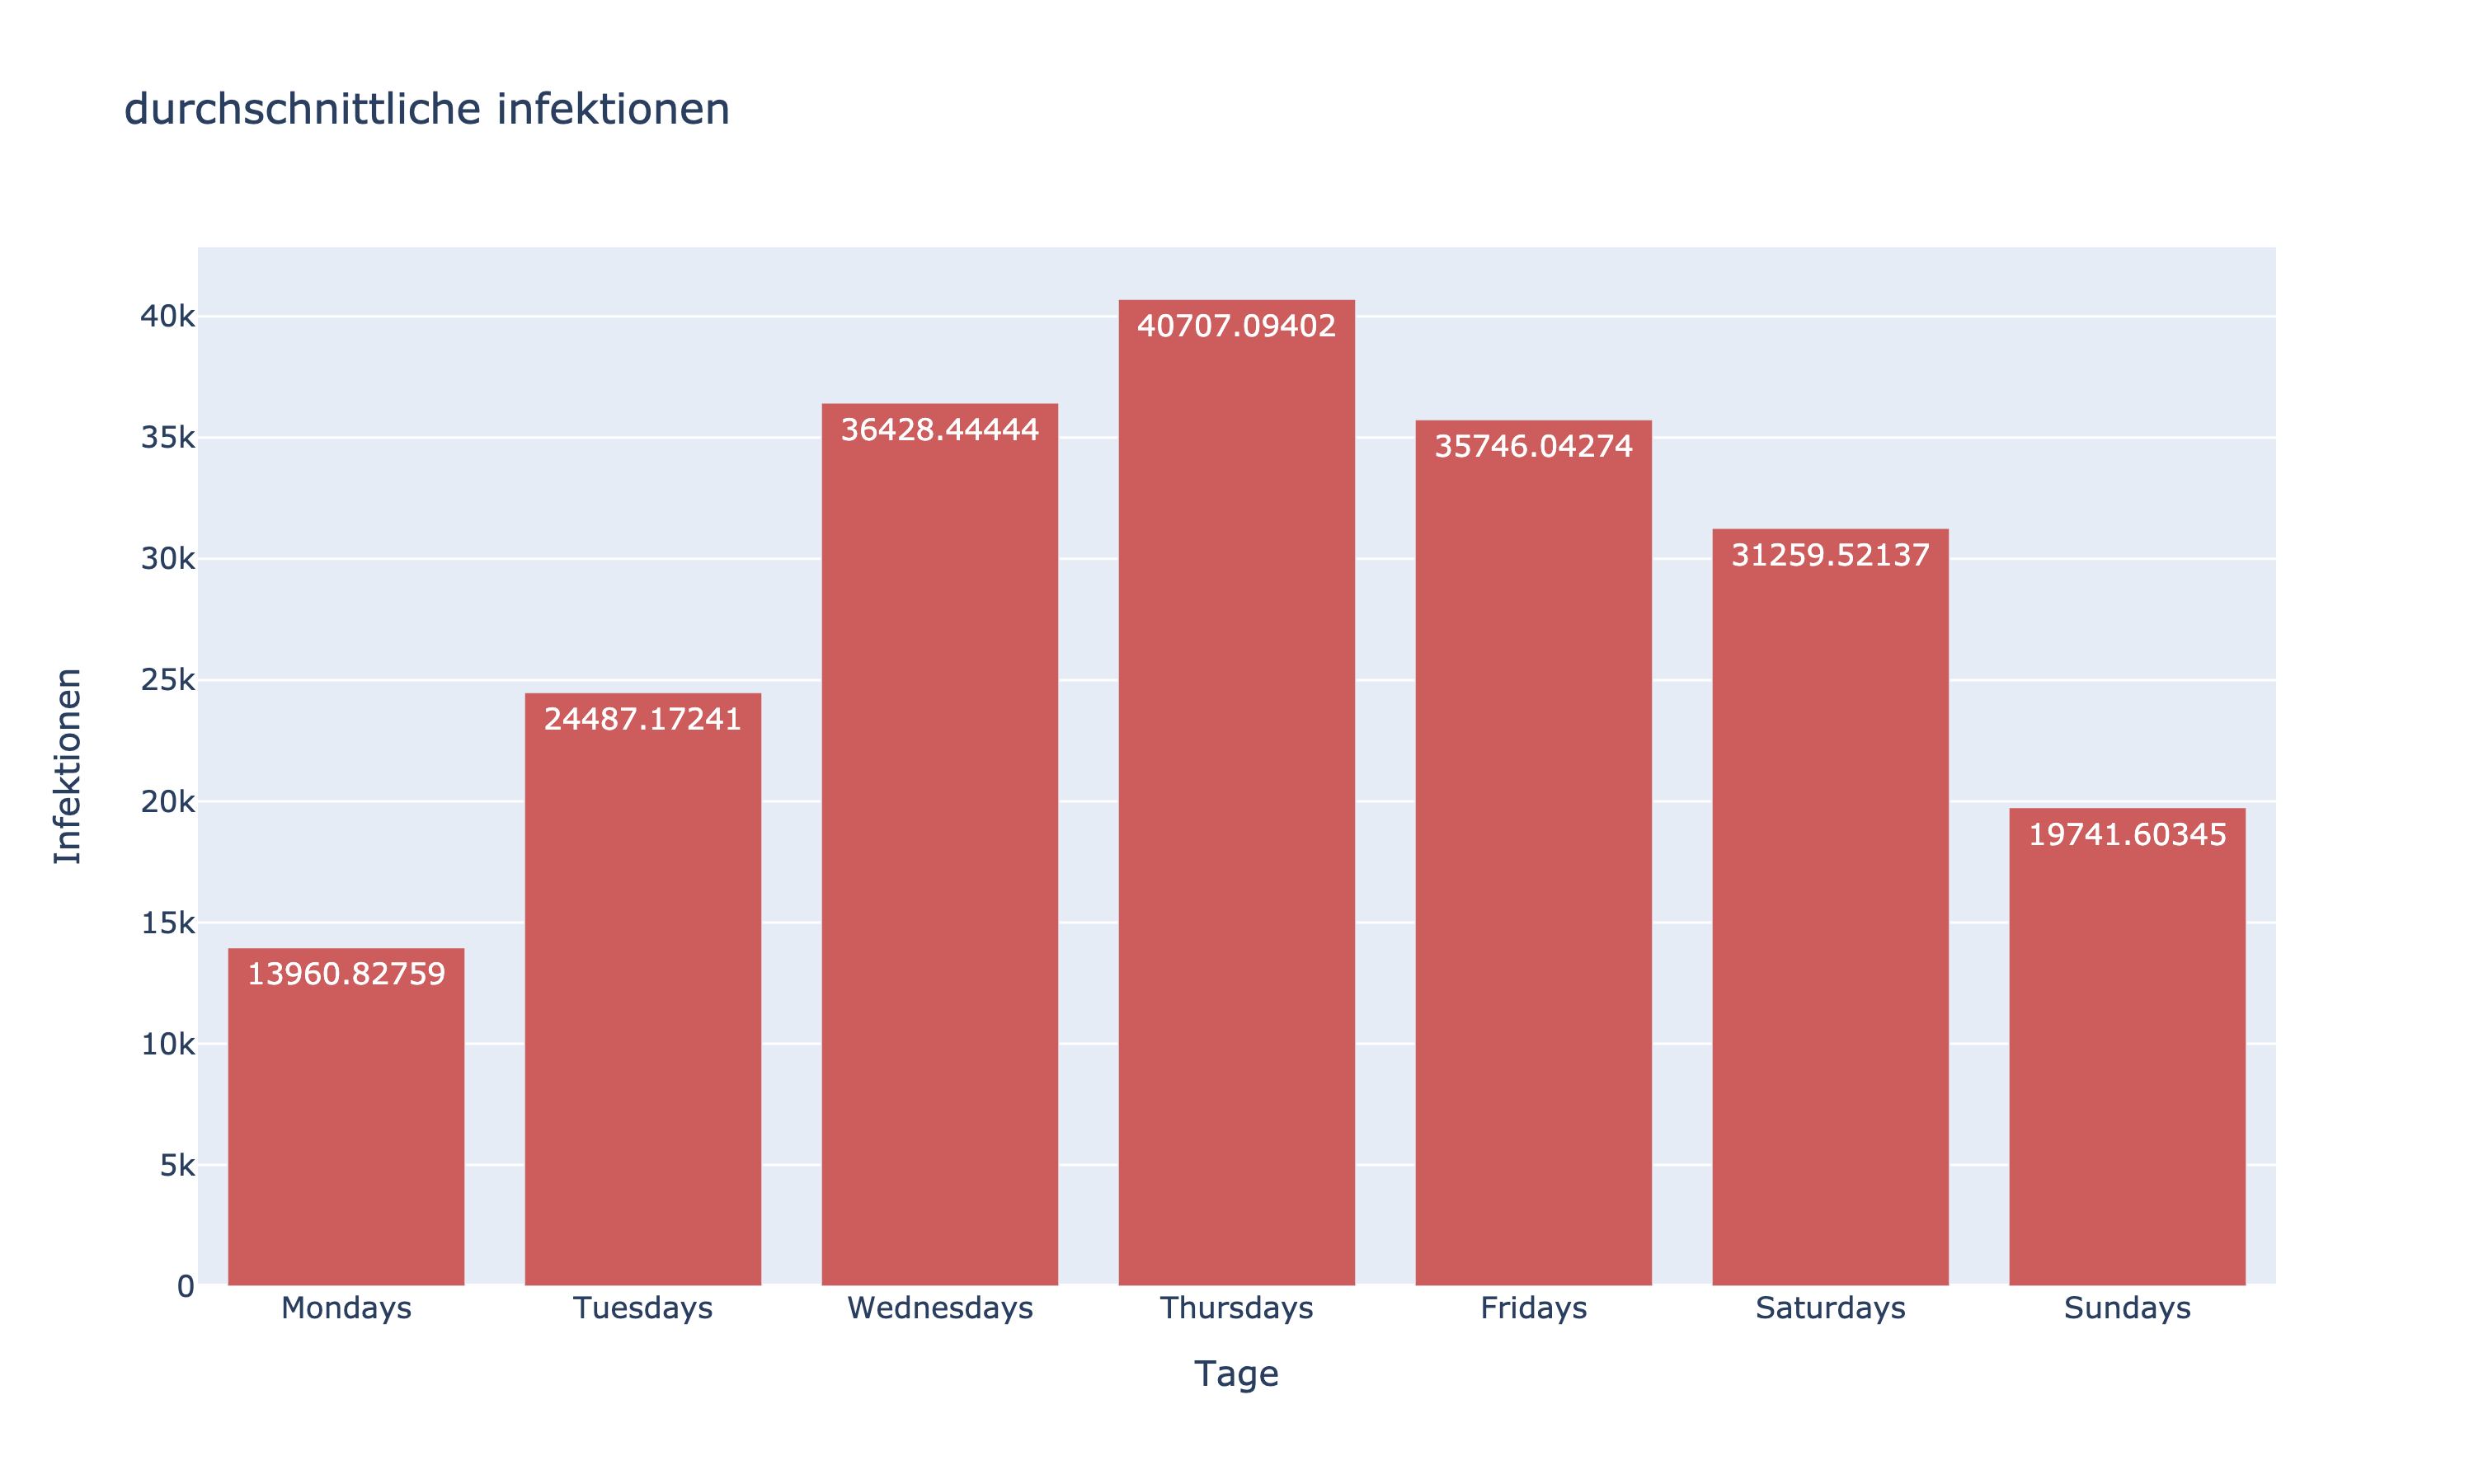 durchschnittliche infektionen
Infektionen
40k
35k
30k
25k
20k
15k
10k
5k
0
13960.82759
24487.17241
36428.44444
40707.09402
35746.04274
31259.52137
19741.60345
Mondays
Tuesdays
Wednesdays
Thursdays
Fridays
Saturdays
Sundays
Tage